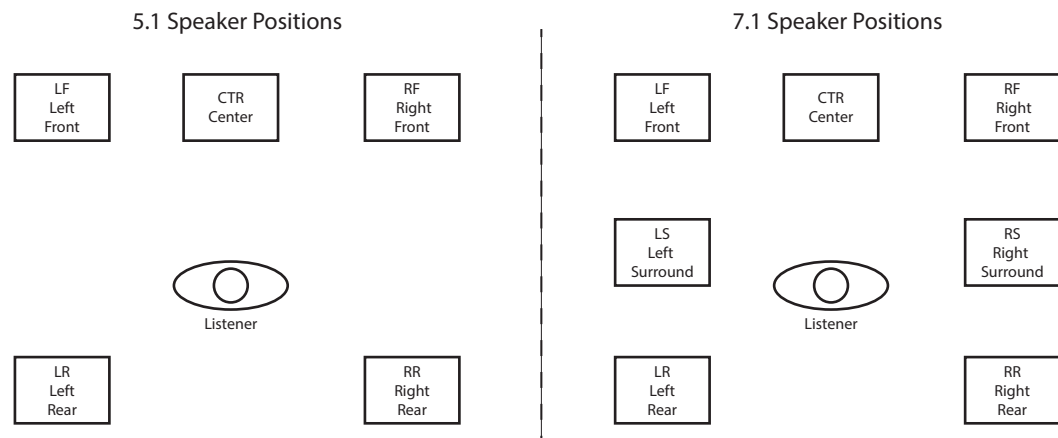 5.1 Speaker Positions
LF
Left
Front
CTR
Center
RF
Right
Front
Listener
LR
Left
Rear
RR
Right
Rear
7.1 Speaker Positions
LF
Left
Front
CTR
Center
RF
Right
Front
LS
Left
Surround
RS
Right
Surround
Listener
LR
Left
Rear
RR
Right
Rear